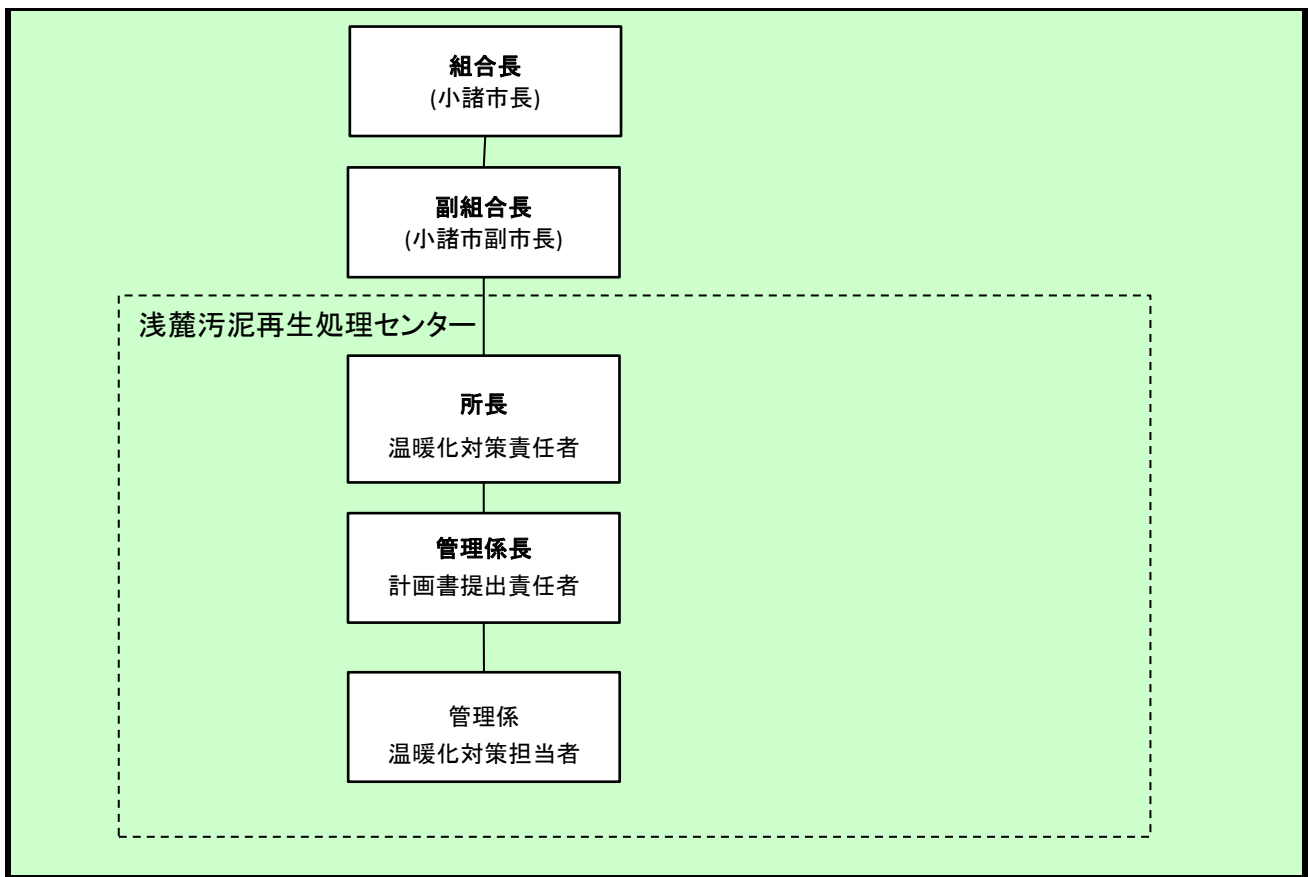 組合長
(小諸市長)
副組合長
(小諸市副市長)
浅麓汚泥再生処理センター
所長
温暖化対策責任者
管理係長
計画書提出責任者
管理係
温暖化対策担当者